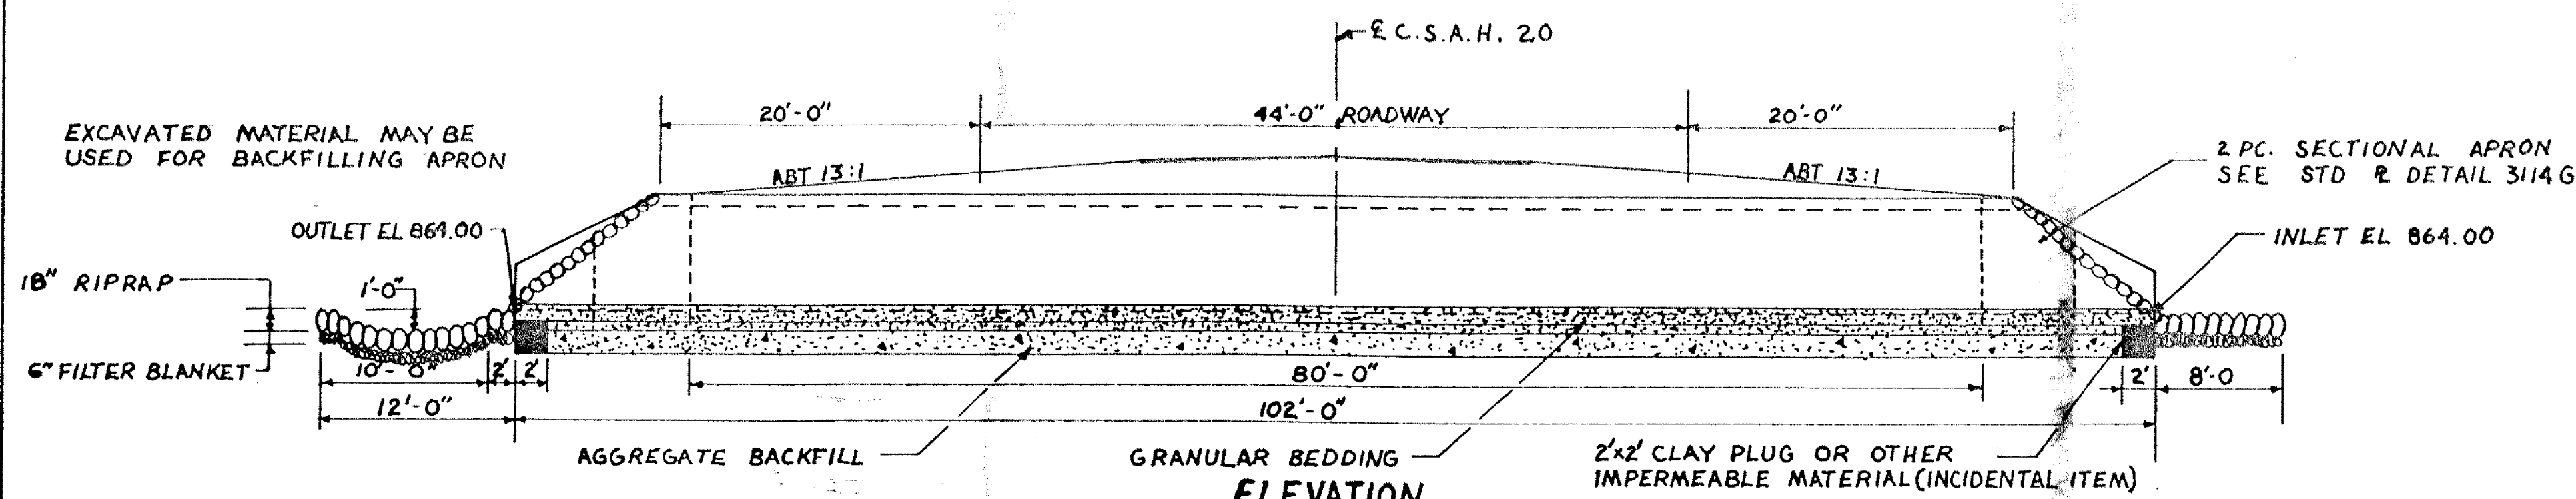 ℄ C.S.A.H. 20
20'-0"
44'-0" ROADWAY
20'-0"
EXCAVATED MATERIAL MAY BE
USED FOR BACKFILLING APRON
ABT 13:1
ABT 13:1
2 PC. SECTIONAL APRON
SEE STD PL DETAIL 3114G
OUTLET EL 864.00
INLET EL 864.00
18" RIPRAP
1'-0"
6" FILTER BLANKET
10'-0"
2'
2'
80'-0"
2'
8'-0
12'-0"
102'-0"
AGGREGATE BACKFILL
GRANULAR BEDDING
2'x2' CLAY PLUG OR OTHER
IMPERMEABLE MATERIAL (INCIDENTAL ITEM)
ELEVATION